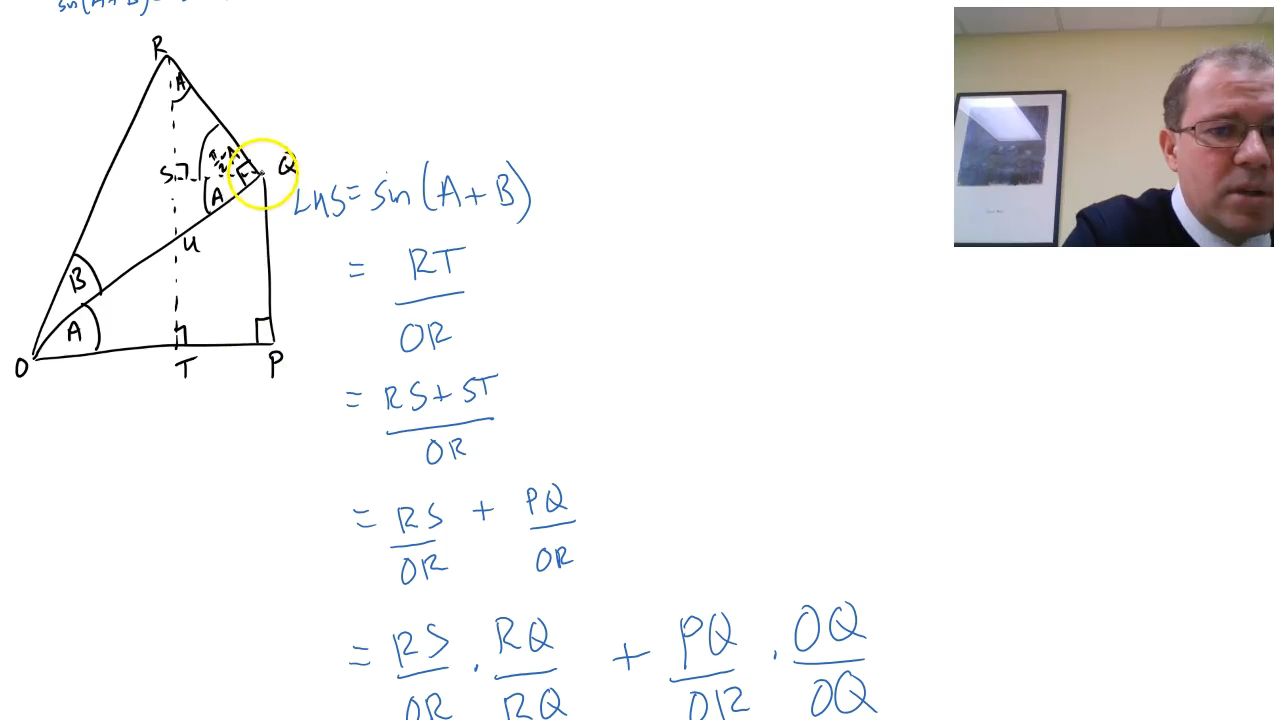 R
A
π/2 - A
S
Q
A
U
B
A
O
T
P
LHS = sin(A+B)
= RT/OR
= RS+ST/OR
= RS/OR + PQ/OR
= RS/OR . RQ/RQ + PQ/OR . OQ/OQ